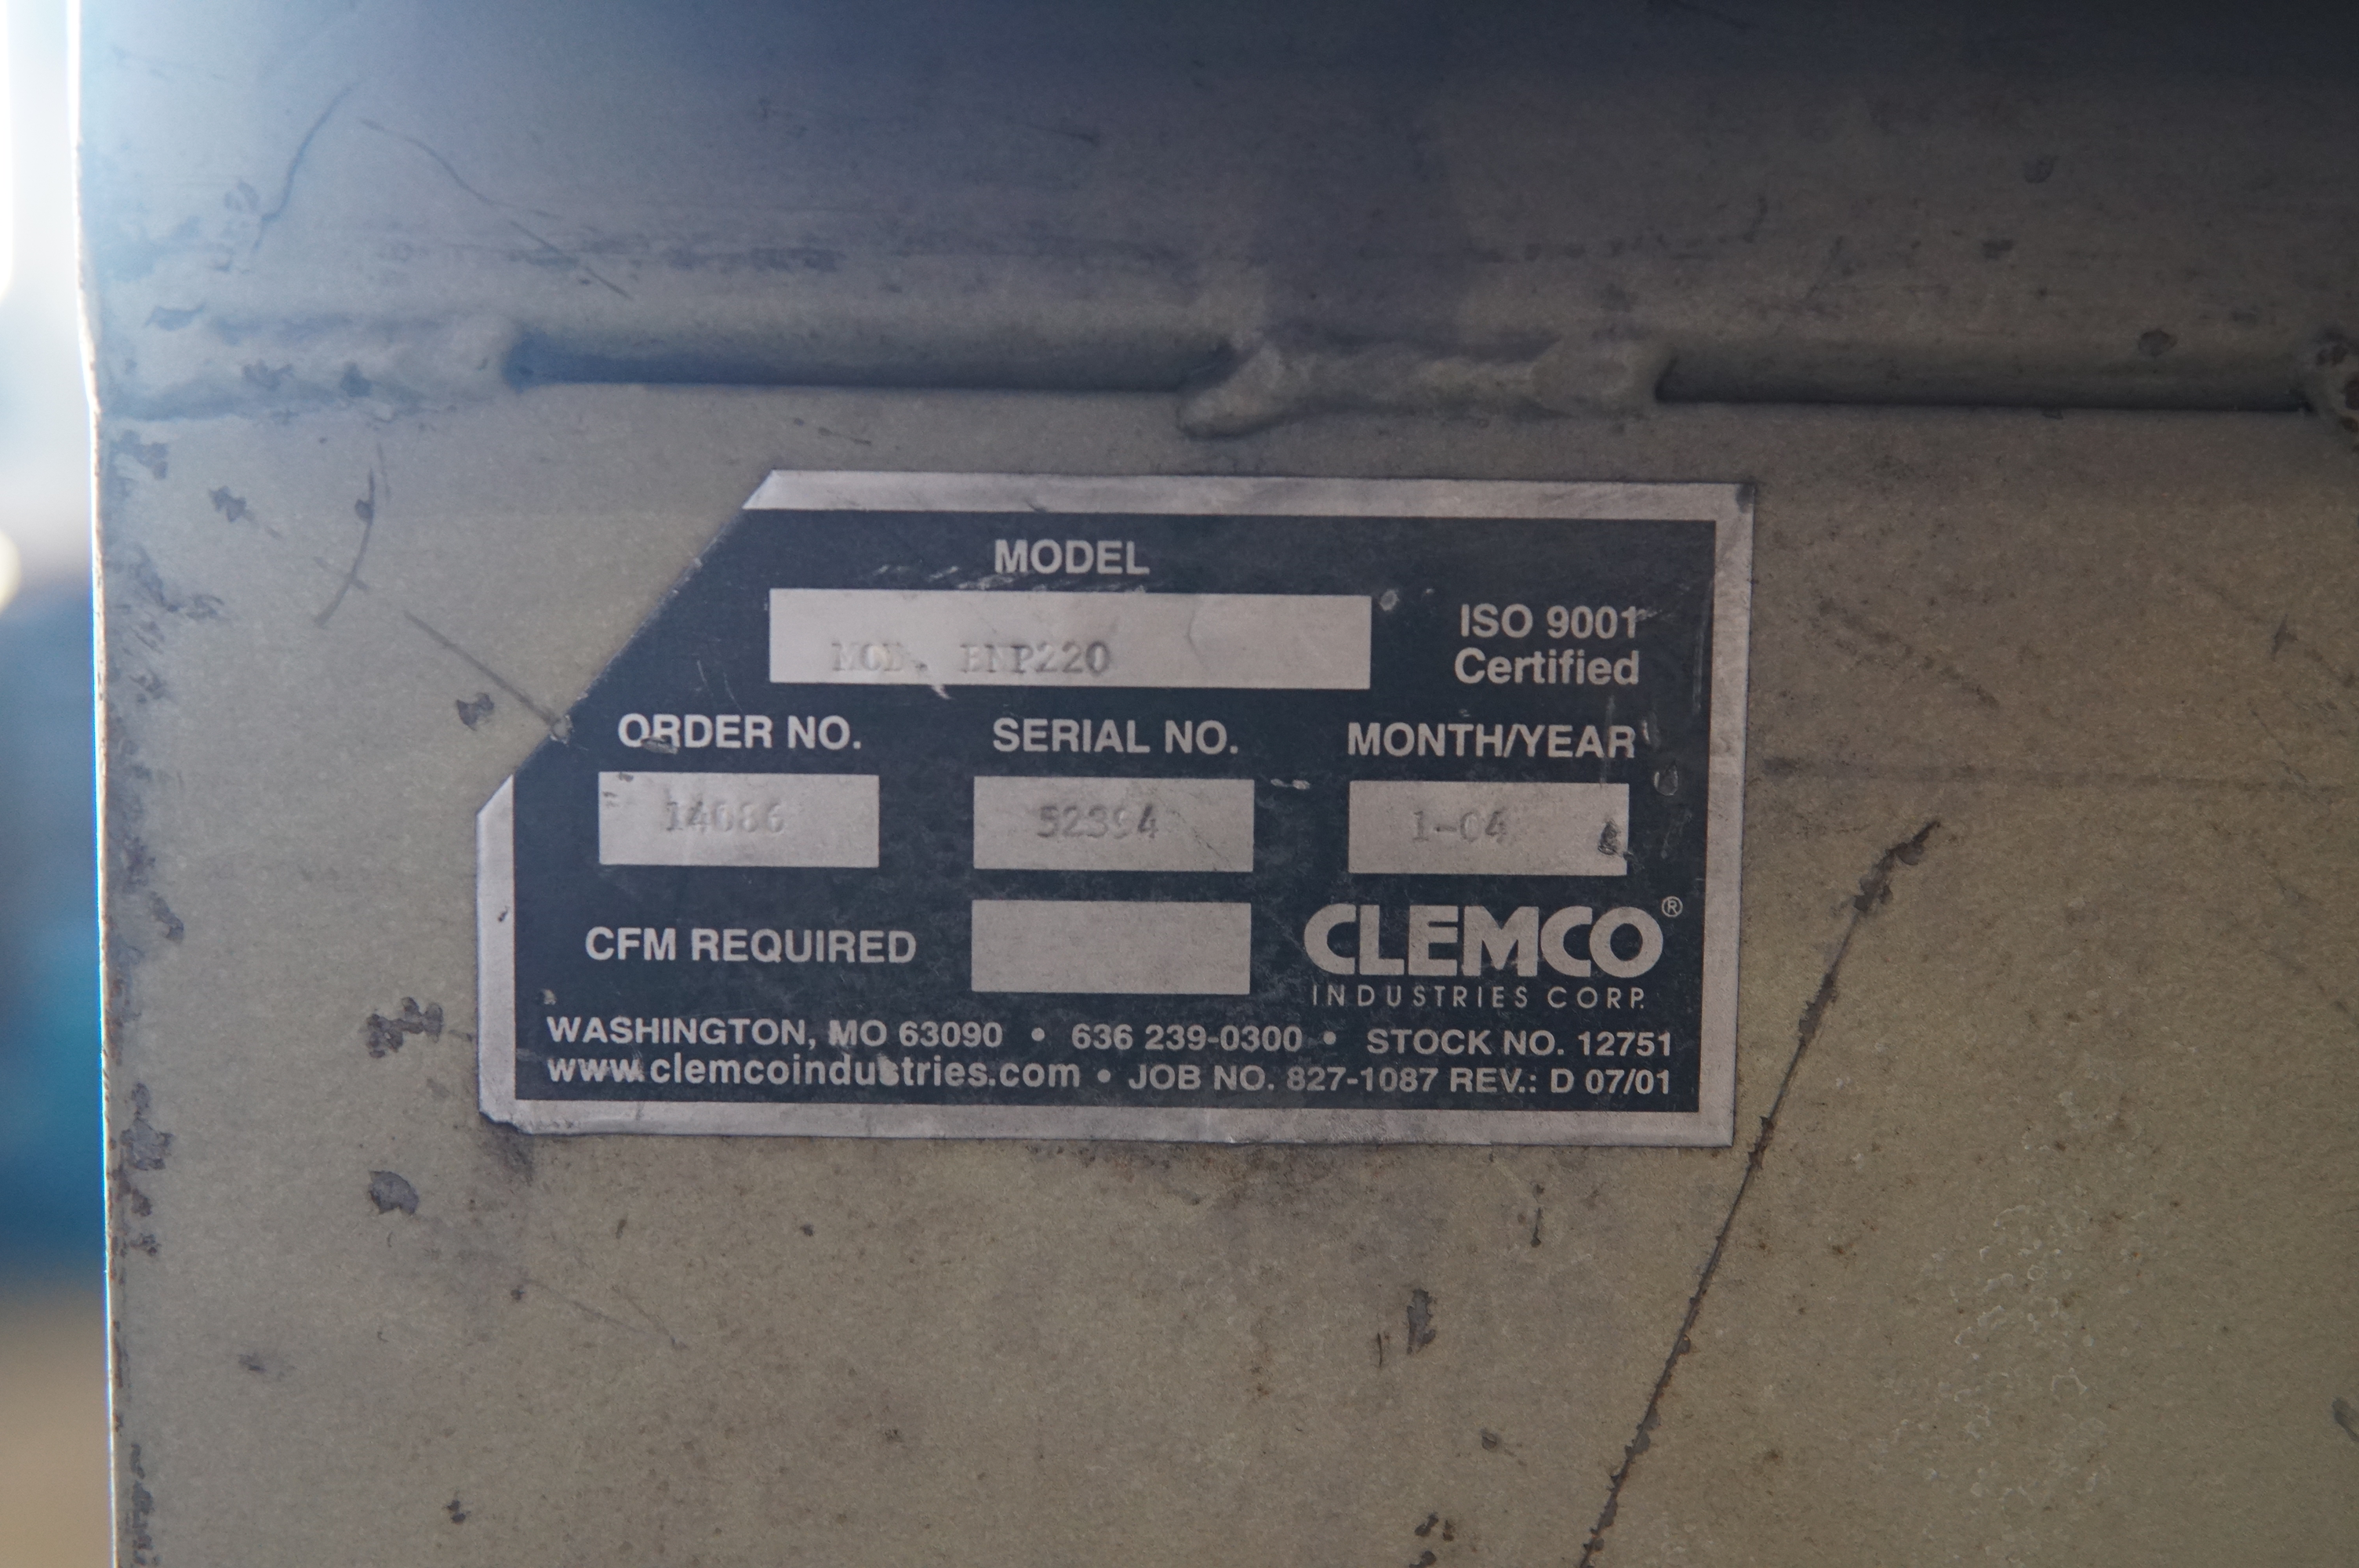 MODEL
MOD. BNP220
ISO 9001
Certified
ORDER NO. SERIAL NO. MONTH/YEAR
14086 52394 1-04
CFM REQUIRED
CLEMCO®
INDUSTRIES CORP.
WASHINGTON, MO 63090 • 636 239-0300 • STOCK NO. 12751
www.clemcoindustries.com • JOB NO. 827-1087 REV.: D 07/01